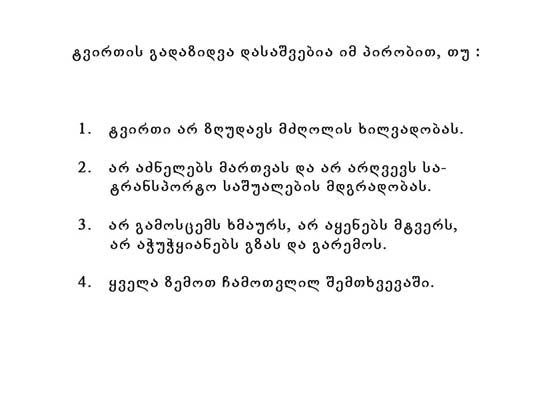 ტვირთის გადაზიდვა დასაშვებია იმ პირობით, თუ :
1. ტვირთი არ ზღუდავს მძღოლის ხილვადობას.
2. არ აძნელებს მართვას და არ არღვევს სა-
ტრანსპორტო საშუალების მდგრადობას.
3. არ გამოსცემს ხმაურს, არ აყენებს მტვერს,
არ აჭუჭყიანებს გზას და გარემოს.
4. ყველა ზემოთ ჩამოთვლილ შემთხვევაში.